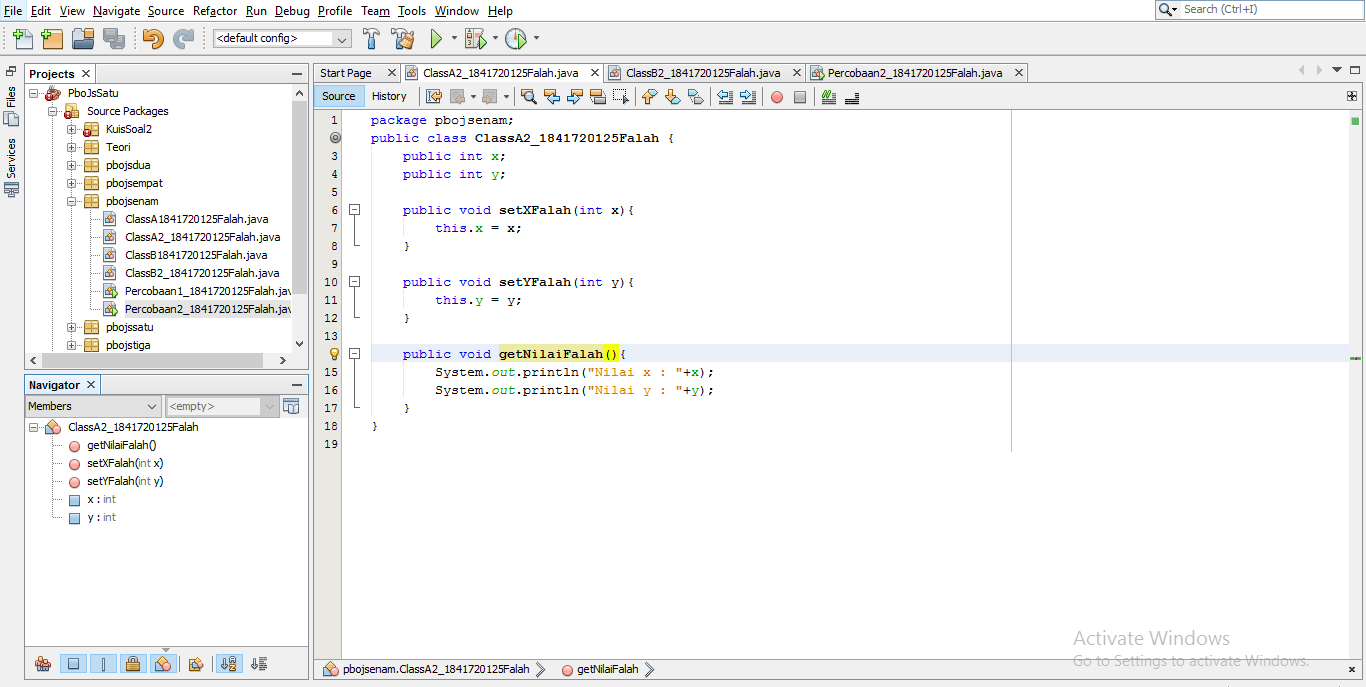 File Edit View Navigate Source Refactor Run Debug Profile Team Tools Window Help
Search (Ctrl+I)
<default config>
Files
Services
Projects
PboJsSatu
Source Packages
KuisSoal2
Teori
pbojsdua
pbojsempat
pbojsenam
ClassA1841720125Falah.java
ClassA2_1841720125Falah.java
ClassB1841720125Falah.java
ClassB2_1841720125Falah.java
Percobaan1_1841720125Falah.jav
Percobaan2_1841720125Falah.jav
pbojssatu
pbojstiga
Navigator
Members
<empty>
ClassA2_1841720125Falah
getNilaiFalah()
setXFalah(int x)
setYFalah(int y)
x : int
y : int
Start Page ClassA2_1841720125Falah.java ClassB2_1841720125Falah.java Percobaan2_1841720125Falah.java
Source History
1 package pbojsenam;
public class ClassA2_1841720125Falah {
3 public int x;
4 public int y;
5
6 public void setXFalah(int x){
7 this.x = x;
8 }
9
10 public void setYFalah(int y){
11 this.y = y;
12 }
13
public void getNilaiFalah(){
15 System.out.println("Nilai x : "+x);
16 System.out.println("Nilai y : "+y);
17 }
18 }
19
Activate Windows
Go to Settings to activate Windows.
pbojsenam.ClassA2_1841720125Falah getNilaiFalah